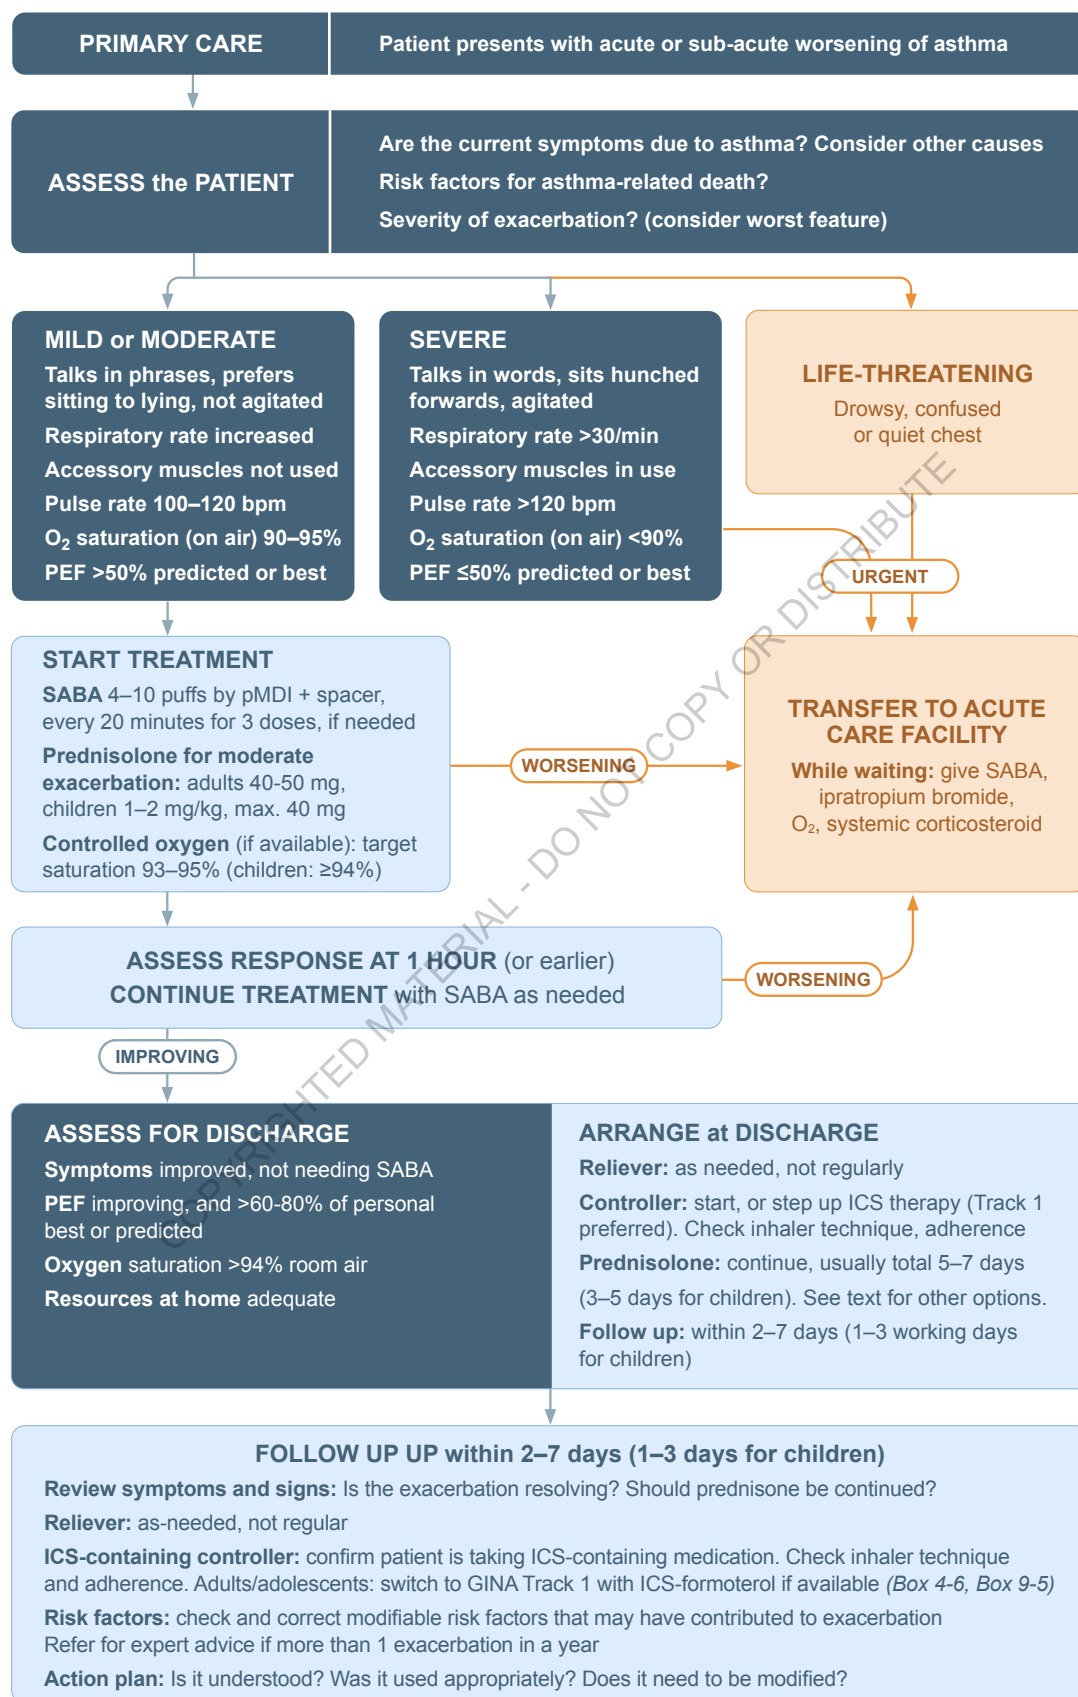 PRIMARY CARE
Patient presents with acute or sub-acute worsening of asthma
ASSESS the PATIENT
Are the current symptoms due to asthma? Consider other causes
Risk factors for asthma-related death?
Severity of exacerbation? (consider worst feature)
MILD or MODERATE
Talks in phrases, prefers
sitting to lying, not agitated
Respiratory rate increased
Accessory muscles not used
Pulse rate 100–120 bpm
O₂ saturation (on air) 90–95%
PEF >50% predicted or best
SEVERE
Talks in words, sits hunched
forwards, agitated
Respiratory rate >30/min
Accessory muscles in use
Pulse rate >120 bpm
O₂ saturation (on air) <90%
PEF ≤50% predicted or best
LIFE-THREATENING
Drowsy, confused
or quiet chest
URGENT
START TREATMENT
SABA 4–10 puffs by pMDI + spacer,
every 20 minutes for 3 doses, if needed
Prednisolone for moderate
exacerbation: adults 40-50 mg,
children 1–2 mg/kg, max. 40 mg
Controlled oxygen (if available): target
saturation 93–95% (children: ≥94%)
WORSENING
TRANSFER TO ACUTE
CARE FACILITY
While waiting: give SABA,
ipratropium bromide,
O₂, systemic corticosteroid
ASSESS RESPONSE AT 1 HOUR (or earlier)
CONTINUE TREATMENT with SABA as needed
WORSENING
IMPROVING
ASSESS FOR DISCHARGE
Symptoms improved, not needing SABA
PEF improving, and >60-80% of personal
best or predicted
Oxygen saturation >94% room air
Resources at home adequate
ARRANGE at DISCHARGE
Reliever: as needed, not regularly
Controller: start, or step up ICS therapy (Track 1
preferred). Check inhaler technique, adherence
Prednisolone: continue, usually total 5–7 days
(3–5 days for children). See text for other options.
Follow up: within 2–7 days (1–3 working days
for children)
FOLLOW UP UP within 2–7 days (1–3 days for children)
Review symptoms and signs: Is the exacerbation resolving? Should prednisone be continued?
Reliever: as-needed, not regular
ICS-containing controller: confirm patient is taking ICS-containing medication. Check inhaler technique
and adherence. Adults/adolescents: switch to GINA Track 1 with ICS-formoterol if available (Box 4-6, Box 9-5)
Risk factors: check and correct modifiable risk factors that may have contributed to exacerbation
Refer for expert advice if more than 1 exacerbation in a year
Action plan: Is it understood? Was it used appropriately? Does it need to be modified?
COPYRIGHTED MATERIAL - DO NOT COPY OR DISTRIBUTE